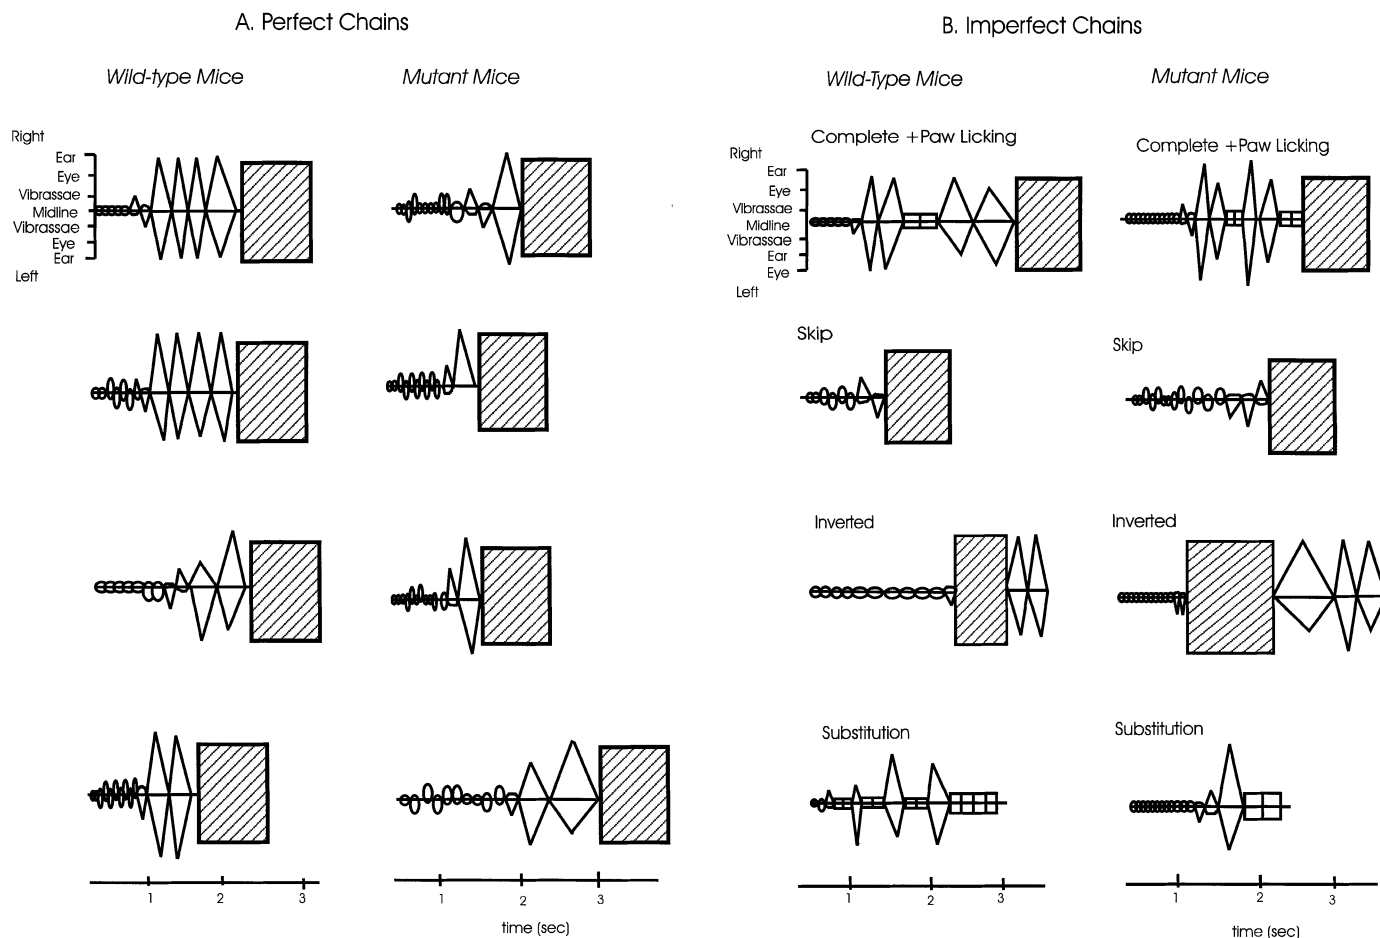 A. Perfect Chains
B. Imperfect Chains
Wild-type Mice
Mutant Mice
Wild-Type Mice
Mutant Mice
Right
Ear
Eye
Vibrassae
Midline
Vibrassae
Eye
Ear
Left
Complete +Paw Licking
Right
Ear
Eye
Vibrassae
Midline
Vibrassae
Ear
Eye
Left
Complete +Paw Licking
Skip
Skip
Inverted
Inverted
Substitution
Substitution
1 2 3
1 2 3
time (sec)
1 2 3
1 2 3
time (sec)